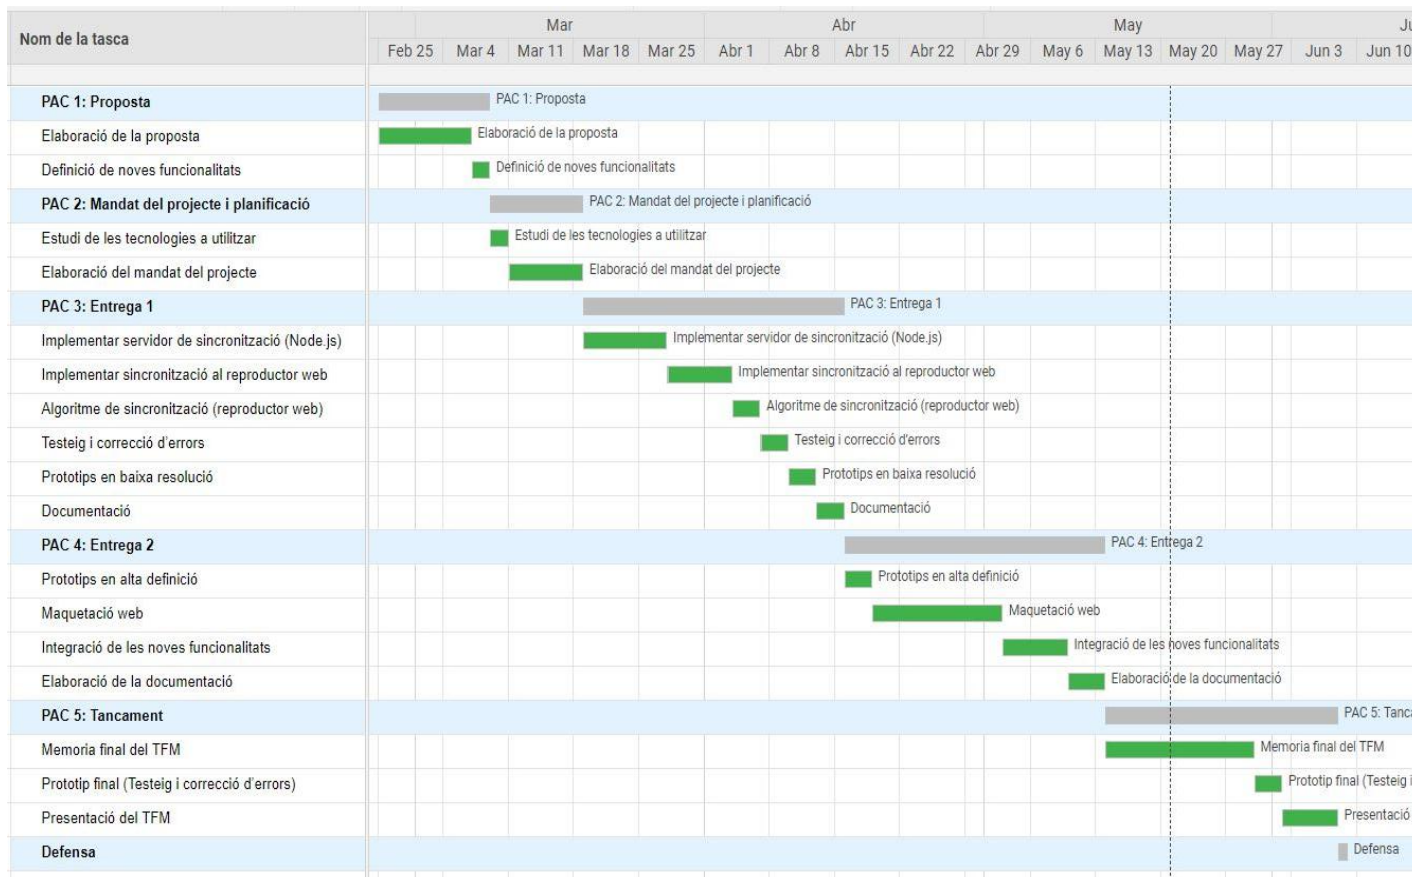 Nom de la tasca
Mar Abr May Ju
Feb 25 Mar 4 Mar 11 Mar 18 Mar 25 Abr 1 Abr 8 Abr 15 Abr 22 Abr 29 May 6 May 13 May 20 May 27 Jun 3 Jun 10
PAC 1: Proposta PAC 1: Proposta
Elaboració de la proposta Elaboració de la proposta
Definició de noves funcionalitats Definició de noves funcionalitats
PAC 2: Mandat del projecte i planificació PAC 2: Mandat del projecte i planificació
Estudi de les tecnologies a utilitzar Estudi de les tecnologies a utilitzar
Elaboració del mandat del projecte Elaboració del mandat del projecte
PAC 3: Entrega 1 PAC 3: Entrega 1
Implementar servidor de sincronització (Node.js) Implementar servidor de sincronització (Node.js)
Implementar sincronització al reproductor web Implementar sincronització al reproductor web
Algoritme de sincronització (reproductor web) Algoritme de sincronització (reproductor web)
Testeig i correcció d'errors Testeig i correcció d'errors
Prototips en baixa resolució Prototips en baixa resolució
Documentació Documentació
PAC 4: Entrega 2 PAC 4: Entrega 2
Prototips en alta definició Prototips en alta definició
Maquetació web Maquetació web
Integració de les noves funcionalitats Integració de les noves funcionalitats
Elaboració de la documentació Elaboració de la documentació
PAC 5: Tancament PAC 5: Tanca
Memoria final del TFM Memoria final del TFM
Prototip final (Testeig i correcció d'errors) Prototip final (Testeig i
Presentació del TFM Presentació
Defensa Defensa